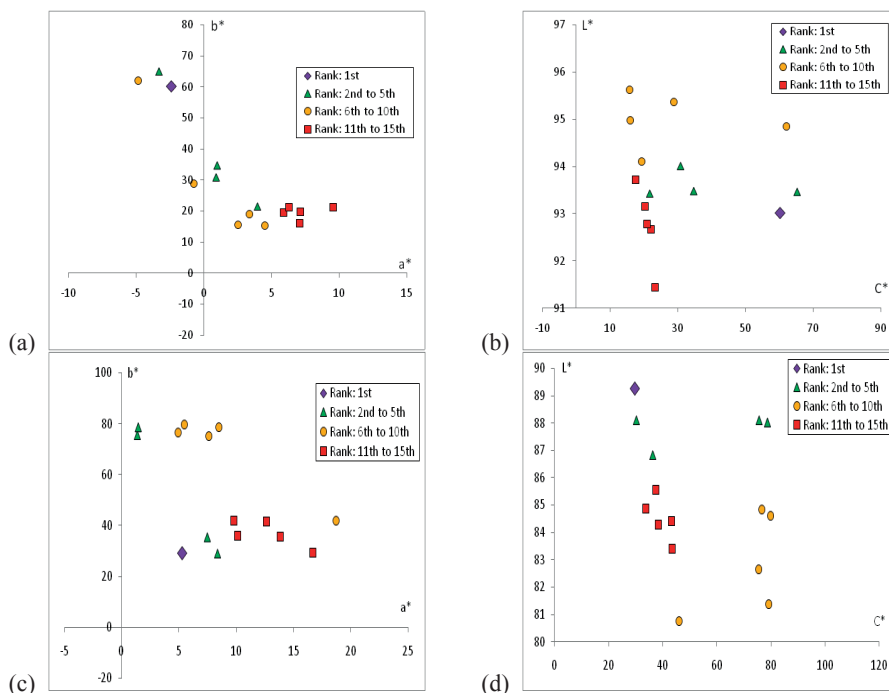 b*
80
70
60
50
40
30
20
10
0
-10
-20
-10
-5
0
5
10
15
a*
Rank: 1st
Rank: 2nd to 5th
Rank: 6th to 10th
Rank: 11th to 15th
(a)
L*
97
96
95
94
93
92
91
-10
10
30
50
70
90
C*
Rank: 1st
Rank: 2nd to 5th
Rank: 6th to 10th
Rank: 11th to 15th
(b)
b*
100
80
60
40
20
0
-20
-5
0
5
10
15
20
25
a*
Rank: 1st
Rank: 2nd to 5th
Rank: 6th to 10th
Rank: 11th to 15th
(c)
L*
90
89
88
87
86
85
84
83
82
81
80
0
20
40
60
80
100
120
C*
Rank: 1st
Rank: 2nd to 5th
Rank: 6th to 10th
Rank: 11th to 15th
(d)